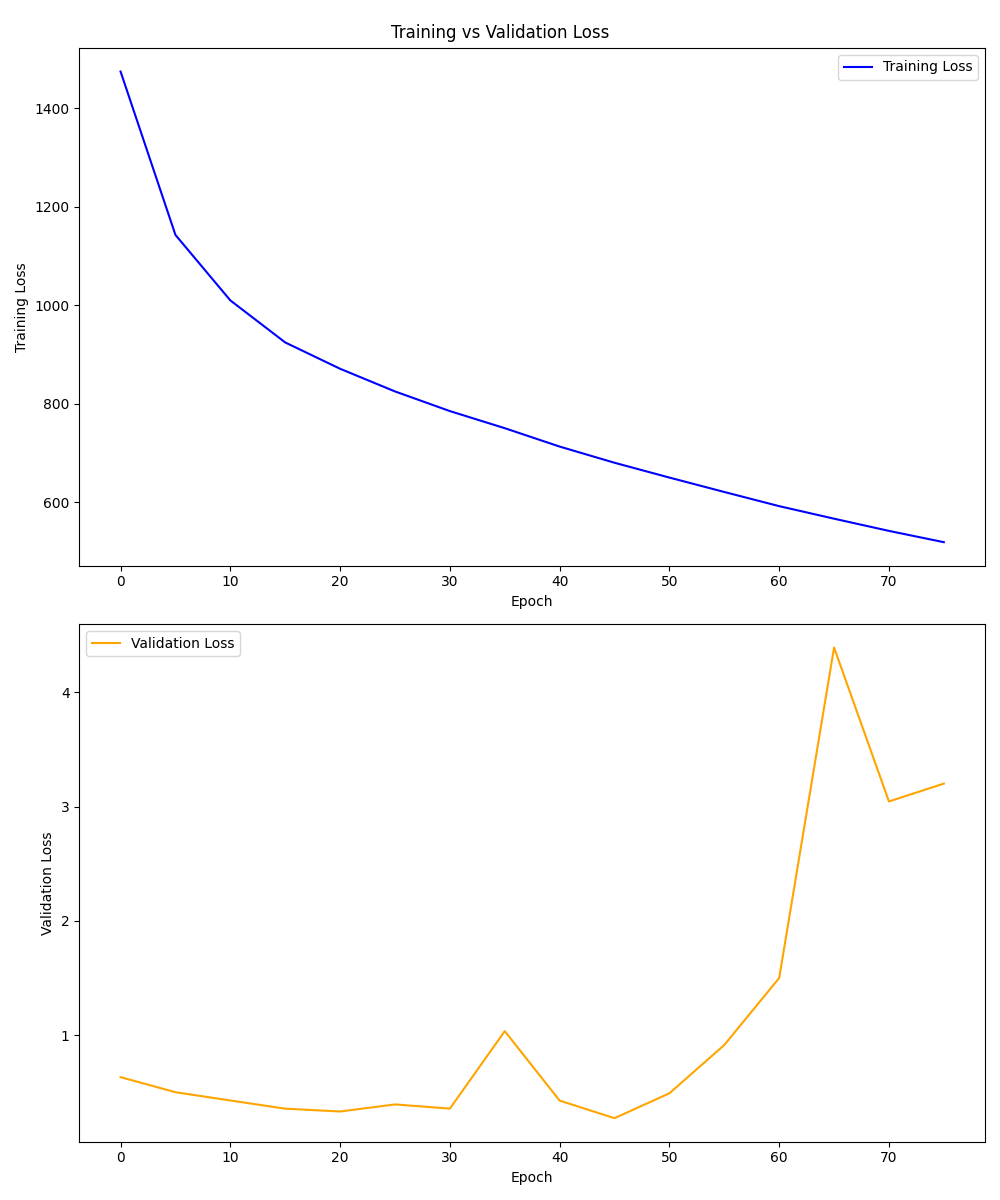 Training vs Validation Loss
Training Loss
1400
1200
1000
800
600
Training Loss
0 10 20 30 40 50 60 70
Epoch
Validation Loss
4
3
2
1
Validation Loss
0 10 20 30 40 50 60 70
Epoch